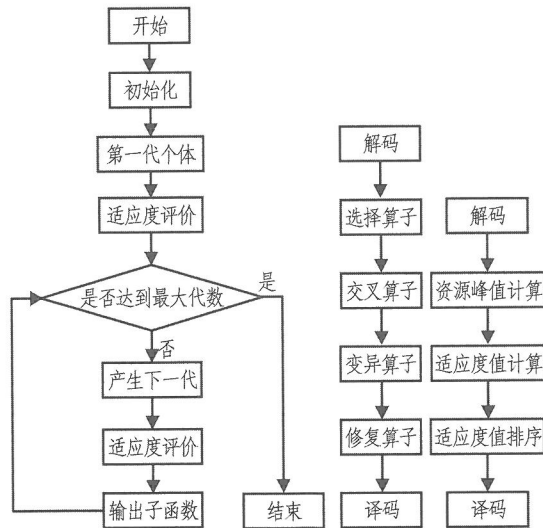 开始
初始化
第一代个体
适应度评价
是否达到最大代数
是
否
产生下一代
适应度评价
输出子函数
结束
解码
选择算子
交叉算子
变异算子
修复算子
译码
解码
资源峰值计算
适应度值计算
适应度值排序
译码